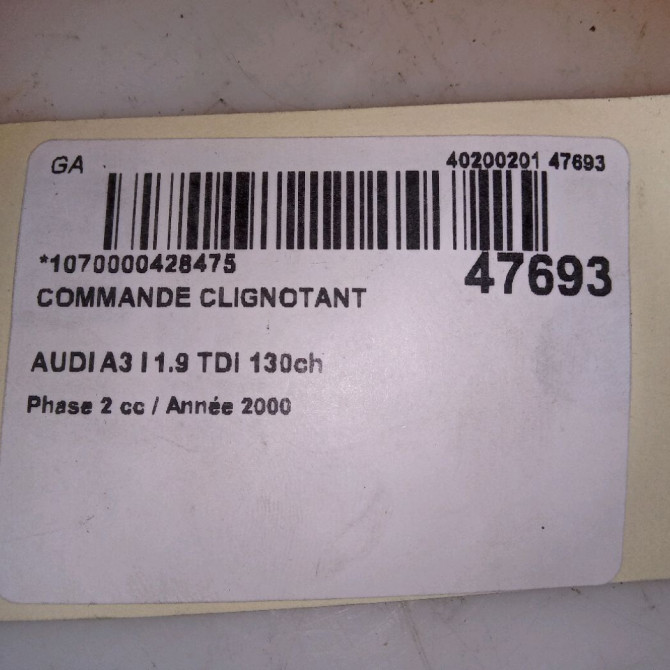 GA
40200201 47693
*1070000428475
47693
COMMANDE CLIGNOTANT
AUDI A3 I 1.9 TDI 130ch
Phase 2 cc / Année 2000